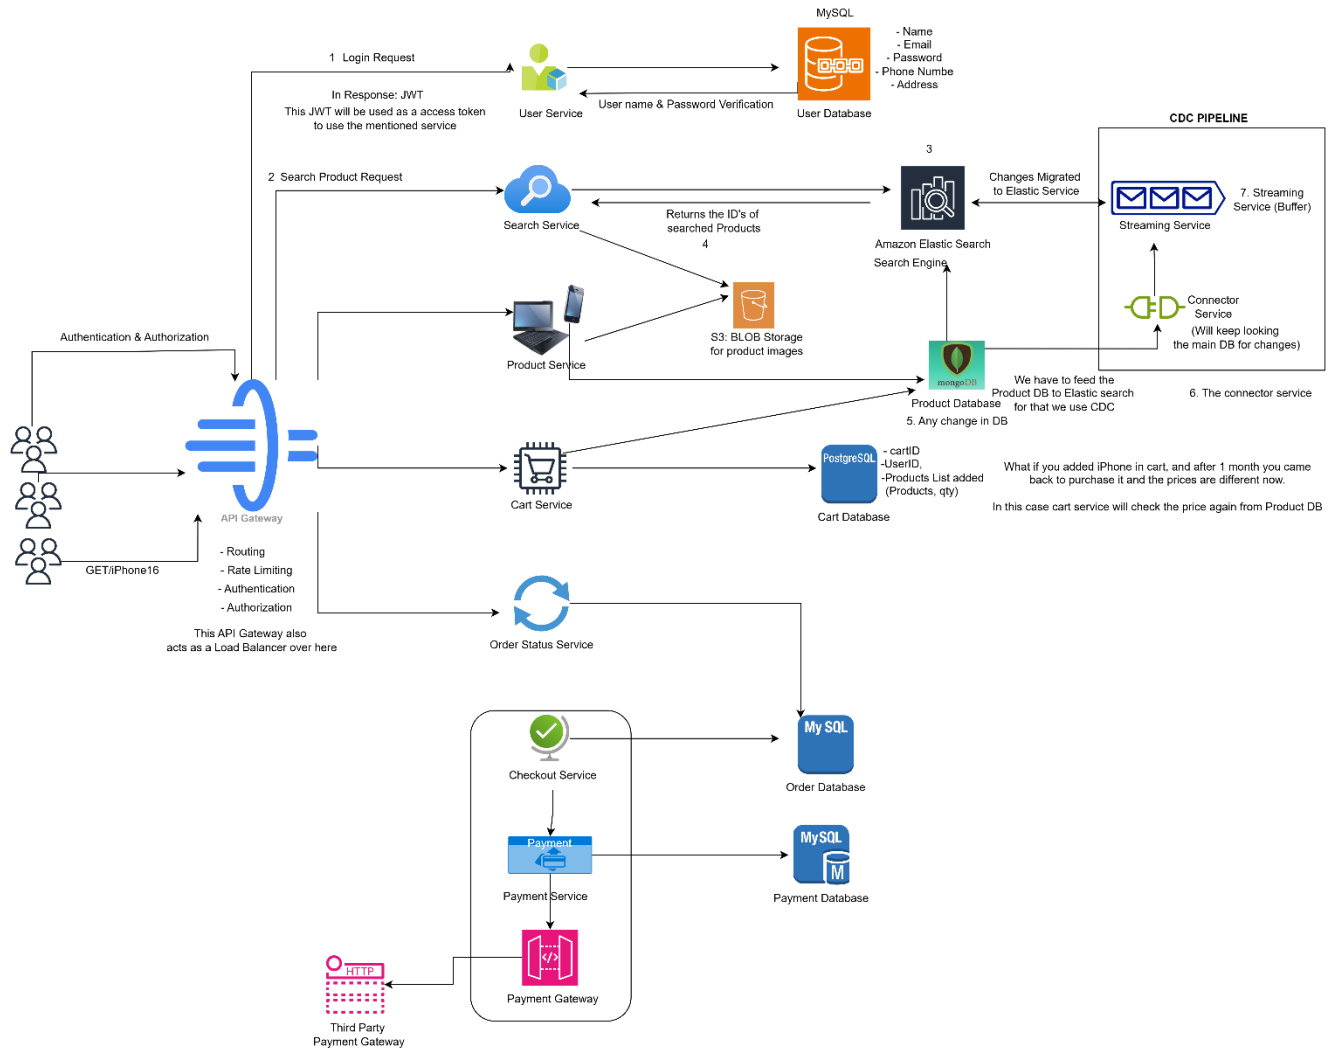 MySQL
- Name
- Email
- Password
- Phone Numbe
- Address
1 Login Request
In Response: JWT
This JWT will be used as a access token
to use the mentioned service
User Service
User name & Password Verification
User Database
CDC PIPELINE
3
2 Search Product Request
Changes Migrated
to Elastic Service
7. Streaming
Service (Buffer)
Streaming Service
Search Service
Returns the ID's of
searched Products
4
Amazon Elastic Search
Search Engine
Connector
Service
(Will keep looking
the main DB for changes)
S3: BLOB Storage
for product images
Product Service
Authentication & Authorization
mongoDB
Product Database
5. Any change in DB
We have to feed the
Product DB to Elastic search
for that we use CDC
6. The connector service
PostgreSQL
- cartID
-UserID,
-Products List added
(Products, qty)
What if you added iPhone in cart, and after 1 month you came
back to purchase it and the prices are different now.
In this case cart service will check the price again from Product DB
Cart Service
Cart Database
API Gateway
- Routing
- Rate Limiting
- Authentication
- Authorization
This API Gateway also
acts as a Load Balancer over here
GET/iPhone16
Order Status Service
My SQL
Order Database
Checkout Service
Payment
Payment Service
MySQL
M
Payment Database
</>
Payment Gateway
HTTP
Third Party
Payment Gateway